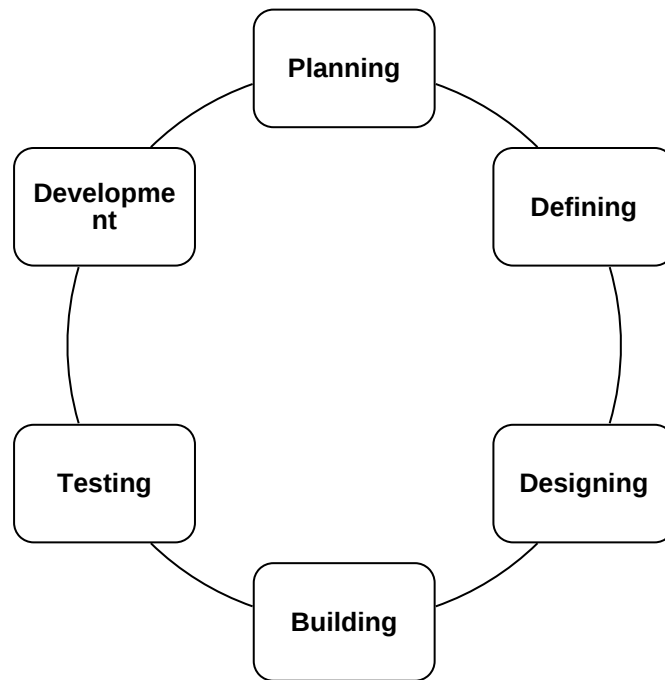 Planning
Defining
Designing
Building
Testing
Developme
nt